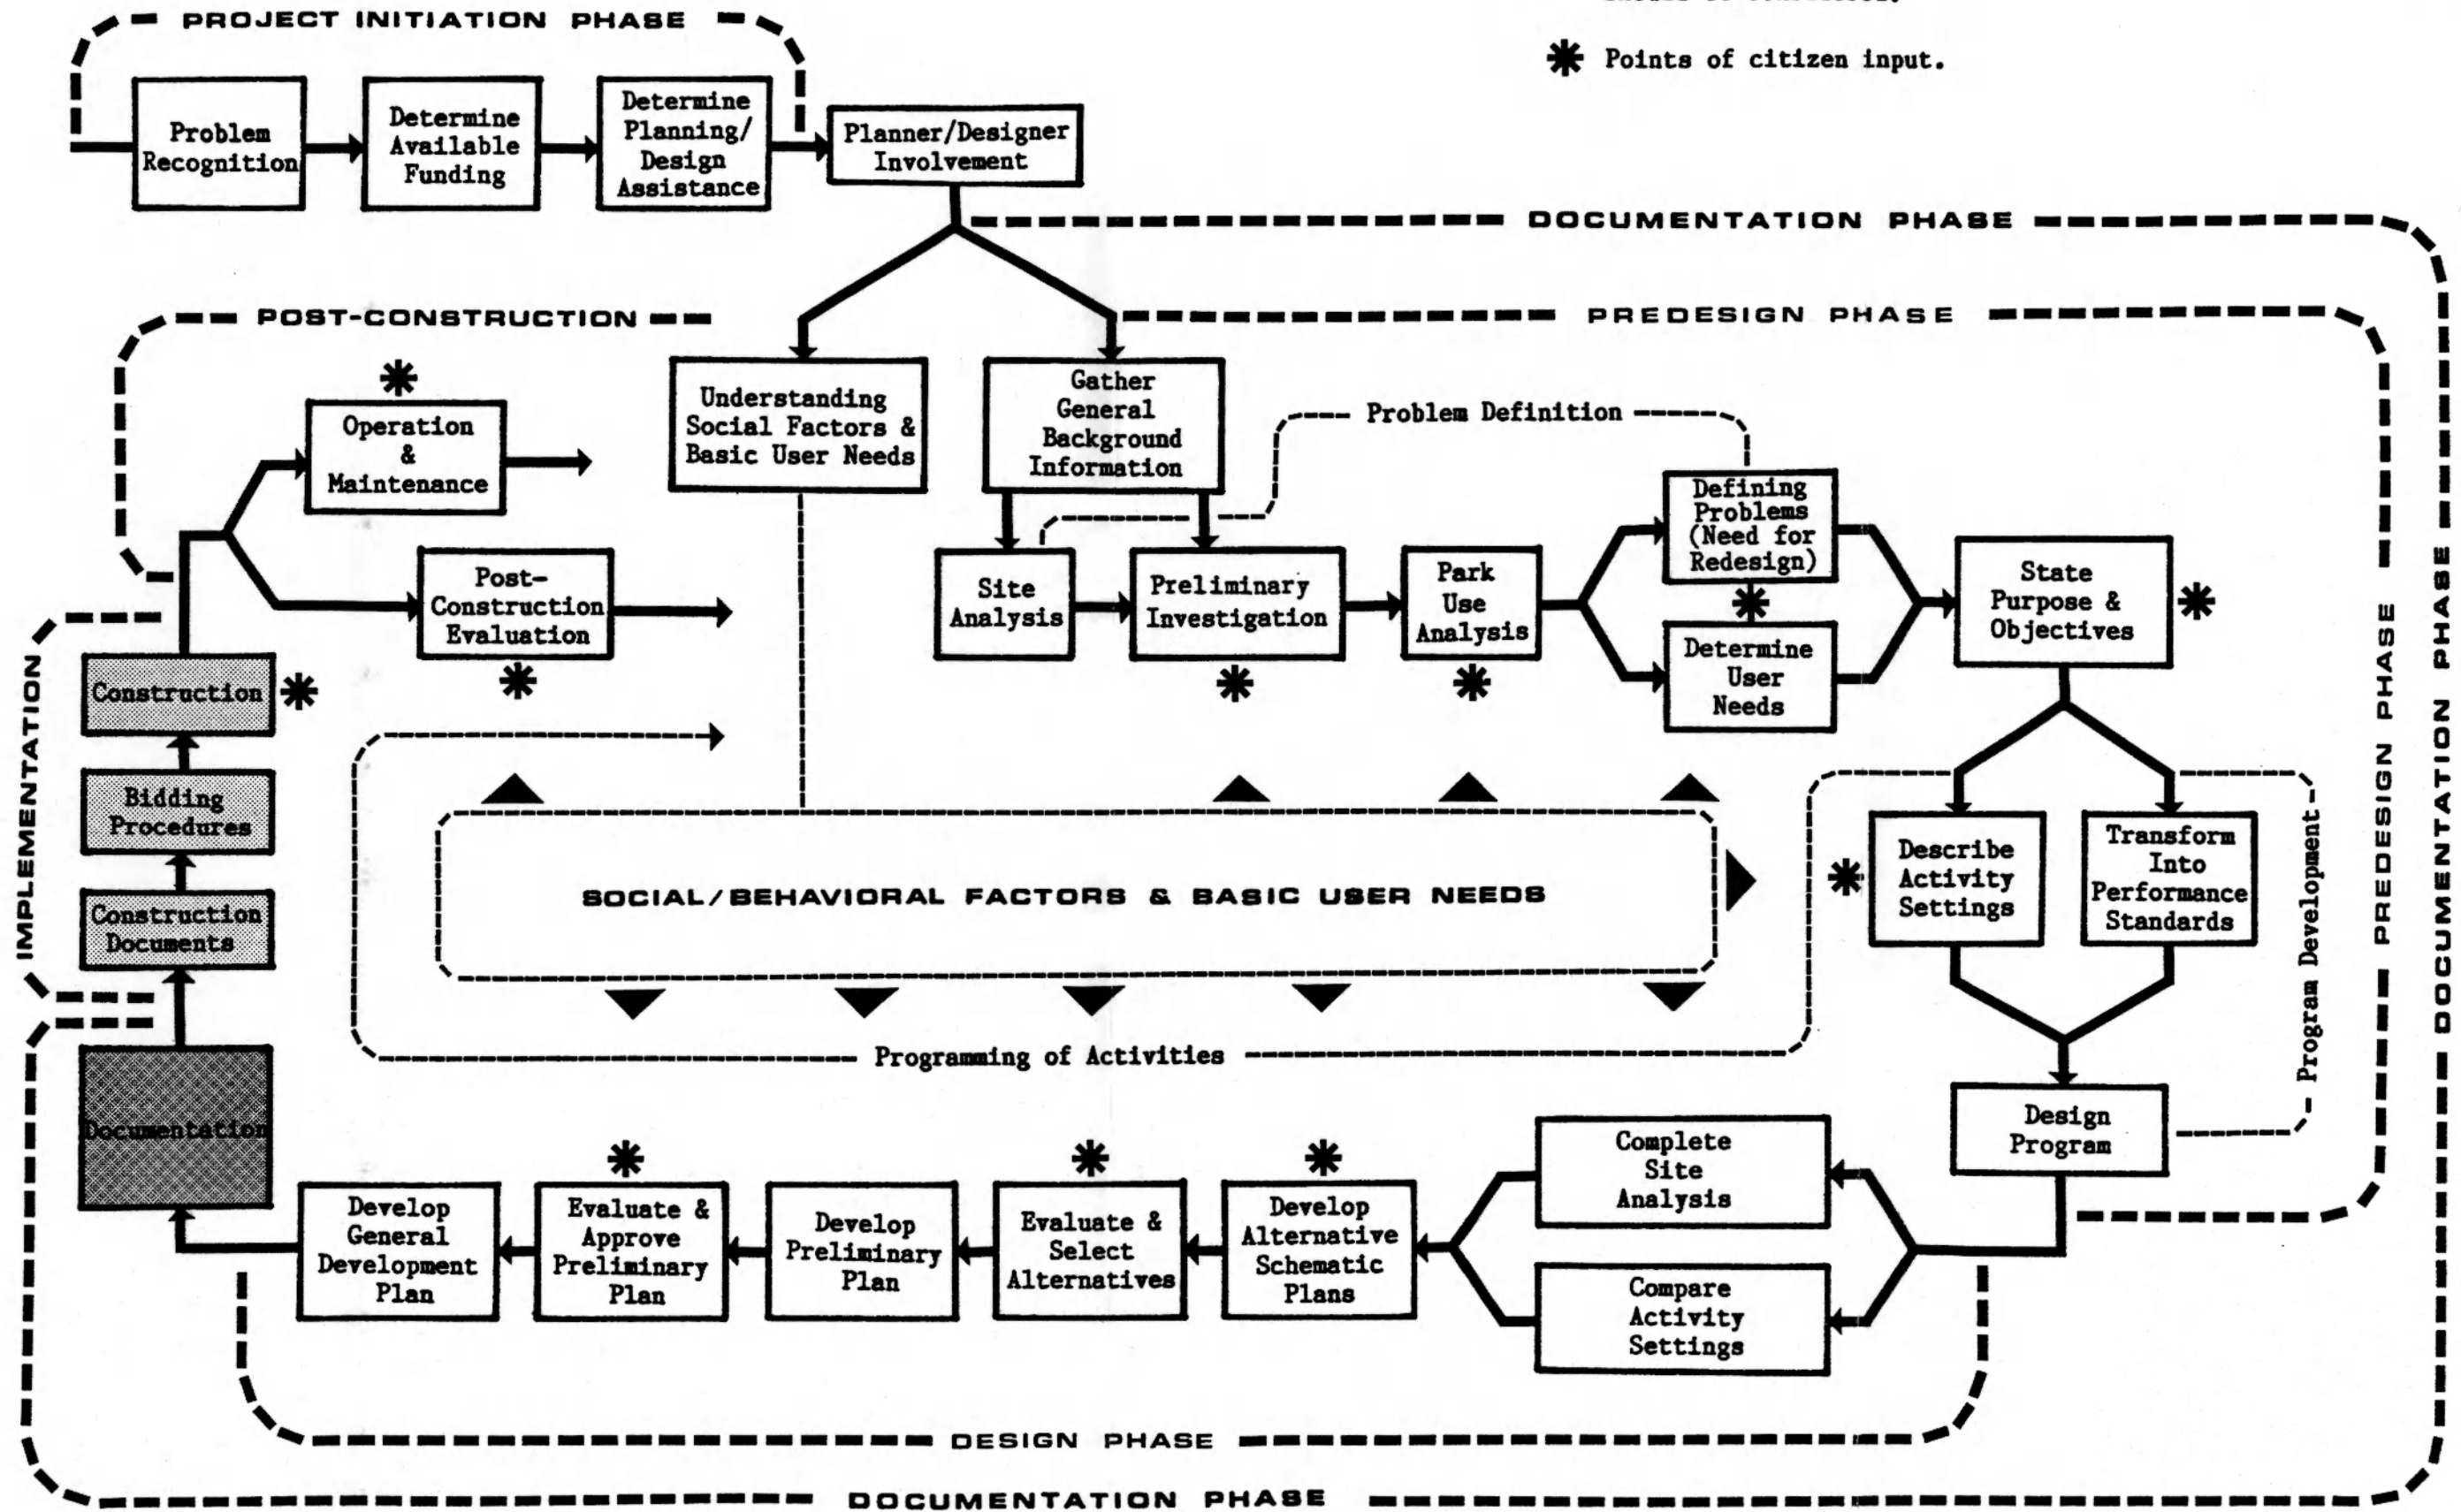 PROJECT INITIATION PHASE
Points of citizen input.
Problem
Recognition
Determine
Available
Funding
Determine
Planning/
Design
Assistance
Planner/Designer
Involvement
DOCUMENTATION PHASE
POST-CONSTRUCTION
PREDESIGN PHASE
Operation
&
Maintenance
Understanding
Social Factors &
Basic User Needs
Gather
General
Background
Information
Problem Definition
Post-
Construction
Evaluation
Site
Analysis
Preliminary
Investigation
Park
Use
Analysis
Defining
Problems
(Need for
Redesign)
Determine
User
Needs
State
Purpose &
Objectives
PREDESIGN PHASE
DOCUMENTATION PHASE
IMPLEMENTATION
Construction
Bidding
Procedures
Construction
Documents
Documentation
SOCIAL/BEHAVIORAL FACTORS & BASIC USER NEEDS
Describe
Activity
Settings
Transform
Into
Performance
Standards
Program Development
Programming of Activities
Design
Program
Complete
Site
Analysis
Compare
Activity
Settings
Develop
Alternative
Schematic
Plans
Evaluate &
Select
Alternatives
Develop
Preliminary
Plan
Evaluate &
Approve
Preliminary
Plan
Develop
General
Development
Plan
DESIGN PHASE
DOCUMENTATION PHASE